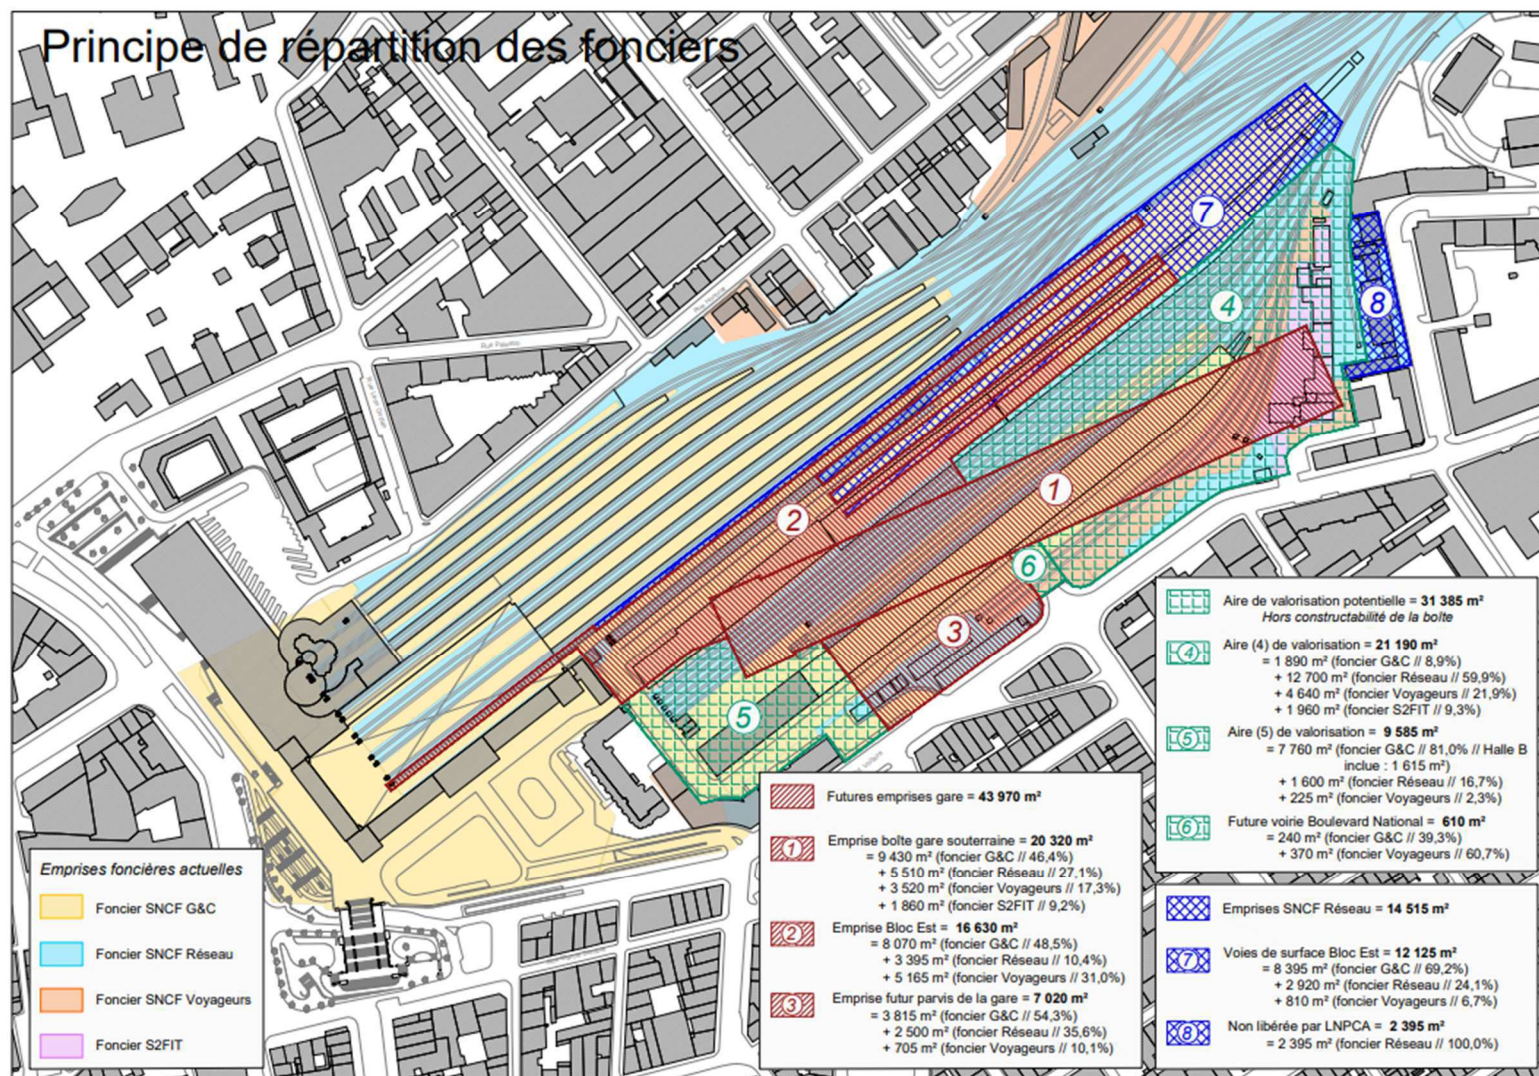 Principe de répartition des fonciers
Rue Honorat
Rue Palestro
7
4
8
2
1
6
3
5
Emprises foncières actuelles
Foncier SNCF G&C
Foncier SNCF Réseau
Foncier SNCF Voyageurs
Foncier S2FIT
Futures emprises gare = 43 970 m²
1
Emprise boîte gare souterraine = 20 320 m²
= 9 430 m² (foncier G&C // 46,4%)
+ 5 510 m² (foncier Réseau // 27,1%)
+ 3 520 m² (foncier Voyageurs // 17,3%)
+ 1 860 m² (foncier S2FIT // 9,2%)
2
Emprise Bloc Est = 16 630 m²
= 8 070 m² (foncier G&C // 48,5%)
+ 3 395 m² (foncier Réseau // 10,4%)
+ 5 165 m² (foncier Voyageurs // 31,0%)
3
Emprise futur parvis de la gare = 7 020 m²
= 3 815 m² (foncier G&C // 54,3%)
+ 2 500 m² (foncier Réseau // 35,6%)
+ 705 m² (foncier Voyageurs // 10,1%)
Aire de valorisation potentielle = 31 385 m²
Hors constructabilité de la boîte
4
Aire (4) de valorisation = 21 190 m²
= 1 890 m² (foncier G&C // 8,9%)
+ 12 700 m² (foncier Réseau // 59,9%)
+ 4 640 m² (foncier Voyageurs // 21,9%)
+ 1 960 m² (foncier S2FIT // 9,3%)
5
Aire (5) de valorisation = 9 585 m²
= 7 760 m² (foncier G&C // 81,0% // Halle B
inclue : 1 615 m²)
+ 1 600 m² (foncier Réseau // 16,7%)
+ 225 m² (foncier Voyageurs // 2,3%)
6
Future voirie Boulevard National = 610 m²
= 240 m² (foncier G&C // 39,3%)
+ 370 m² (foncier Voyageurs // 60,7%)
Emprises SNCF Réseau = 14 515 m²
7
Voies de surface Bloc Est = 12 125 m²
= 8 395 m² (foncier G&C // 69,2%)
+ 2 920 m² (foncier Réseau // 24,1%)
+ 810 m² (foncier Voyageurs // 6,7%)
8
Non libérée par LNPCA = 2 395 m²
= 2 395 m² (foncier Réseau // 100,0%)